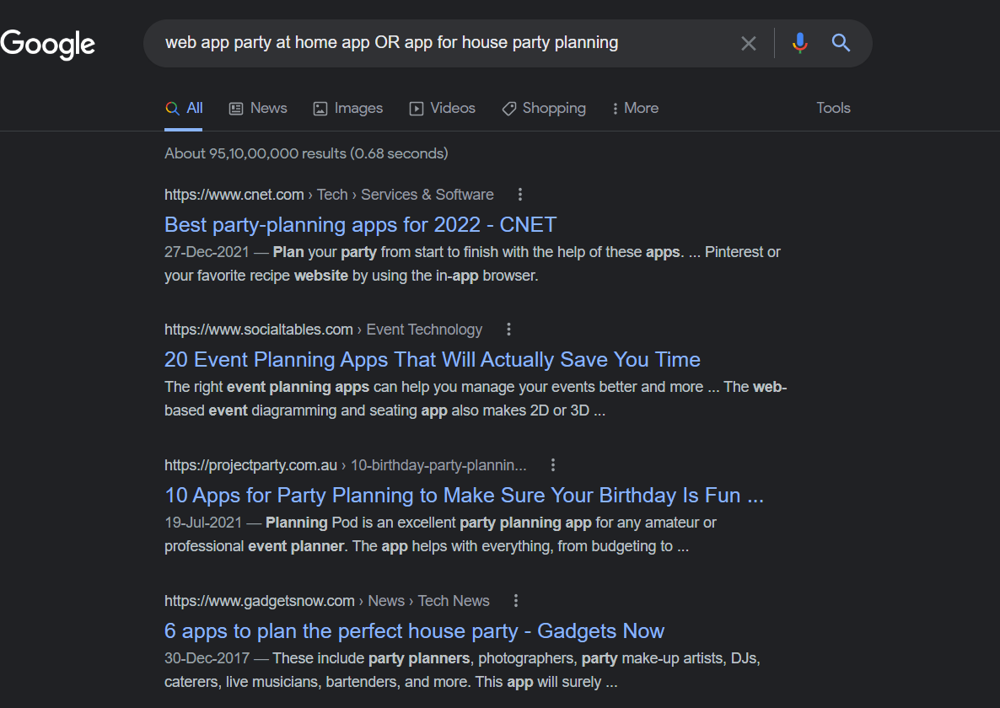 Google
web app party at home app OR app for house party planning
All News Images Videos Shopping More Tools
About 95,10,00,000 results (0.68 seconds)
https://www.cnet.com › Tech › Services & Software
Best party-planning apps for 2022 - CNET
27-Dec-2021 — Plan your party from start to finish with the help of these apps. ... Pinterest or
your favorite recipe website by using the in-app browser.
https://www.socialtables.com › Event Technology
20 Event Planning Apps That Will Actually Save You Time
The right event planning apps can help you manage your events better and more ... The web-
based event diagramming and seating app also makes 2D or 3D ...
https://projectparty.com.au › 10-birthday-party-plannin...
10 Apps for Party Planning to Make Sure Your Birthday Is Fun ...
19-Jul-2021 — Planning Pod is an excellent party planning app for any amateur or
professional event planner. The app helps with everything, from budgeting to ...
https://www.gadgetsnow.com › News › Tech News
6 apps to plan the perfect house party - Gadgets Now
30-Dec-2017 — These include party planners, photographers, party make-up artists, DJs,
caterers, live musicians, bartenders, and more. This app will surely ...